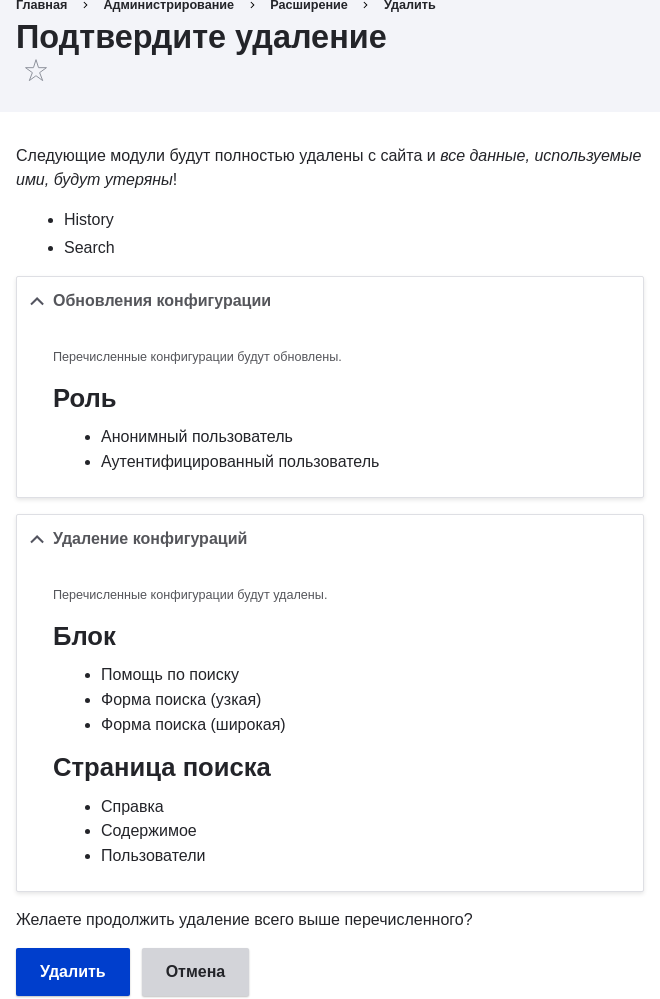 Главная > Администрирование > Расширение > Удалить
Подтвердите удаление
Следующие модули будут полностью удалены с сайта и все данные, используемые
ими, будут утеряны!
History
Search
Обновления конфигурации
Перечисленные конфигурации будут обновлены.
Роль
Анонимный пользователь
Аутентифицированный пользователь
Удаление конфигураций
Перечисленные конфигурации будут удалены.
Блок
Помощь по поиску
Форма поиска (узкая)
Форма поиска (широкая)
Страница поиска
Справка
Содержимое
Пользователи
Желаете продолжить удаление всего выше перечисленного?
Удалить Отмена